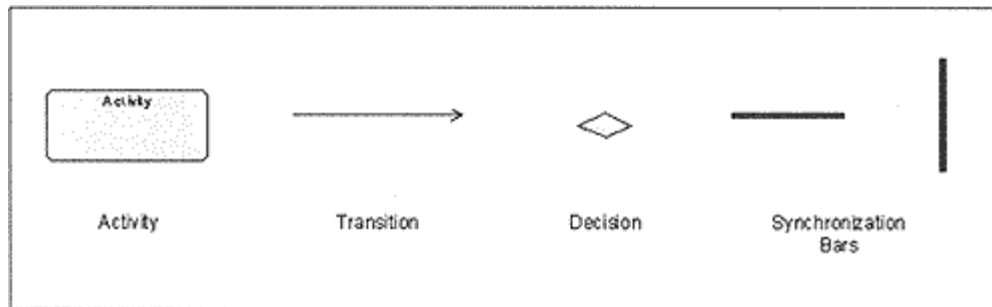 Activity
Activity
Transition
Decision
Synchronization
Bars